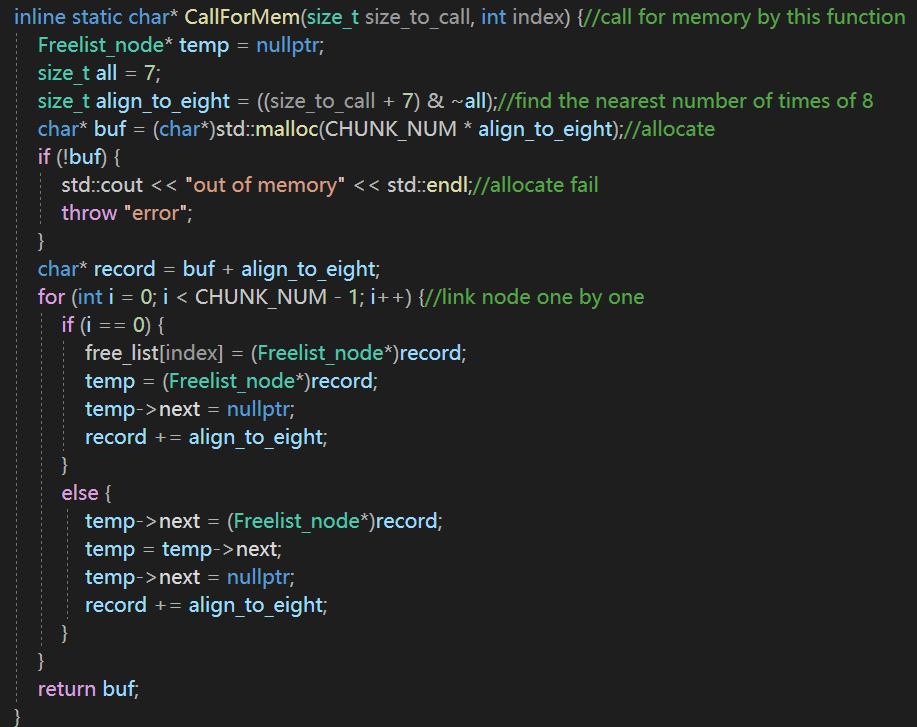 inline static char* CallForMem(size_t size_to_call, int index) {//call for memory by this function
Freelist_node* temp = nullptr;
size_t all = 7;
size_t align_to_eight = ((size_to_call + 7) & ~all);//find the nearest number of times of 8
char* buf = (char*)std::malloc(CHUNK_NUM * align_to_eight);//allocate
if (!buf) {
std::cout << "out of memory" << std::endl;//allocate fail
throw "error";
}
char* record = buf + align_to_eight;
for (int i = 0; i < CHUNK_NUM - 1; i++) {//link node one by one
if (i == 0) {
free_list[index] = (Freelist_node*)record;
temp = (Freelist_node*)record;
temp->next = nullptr;
record += align_to_eight;
}
else {
temp->next = (Freelist_node*)record;
temp = temp->next;
temp->next = nullptr;
record += align_to_eight;
}
}
return buf;
}